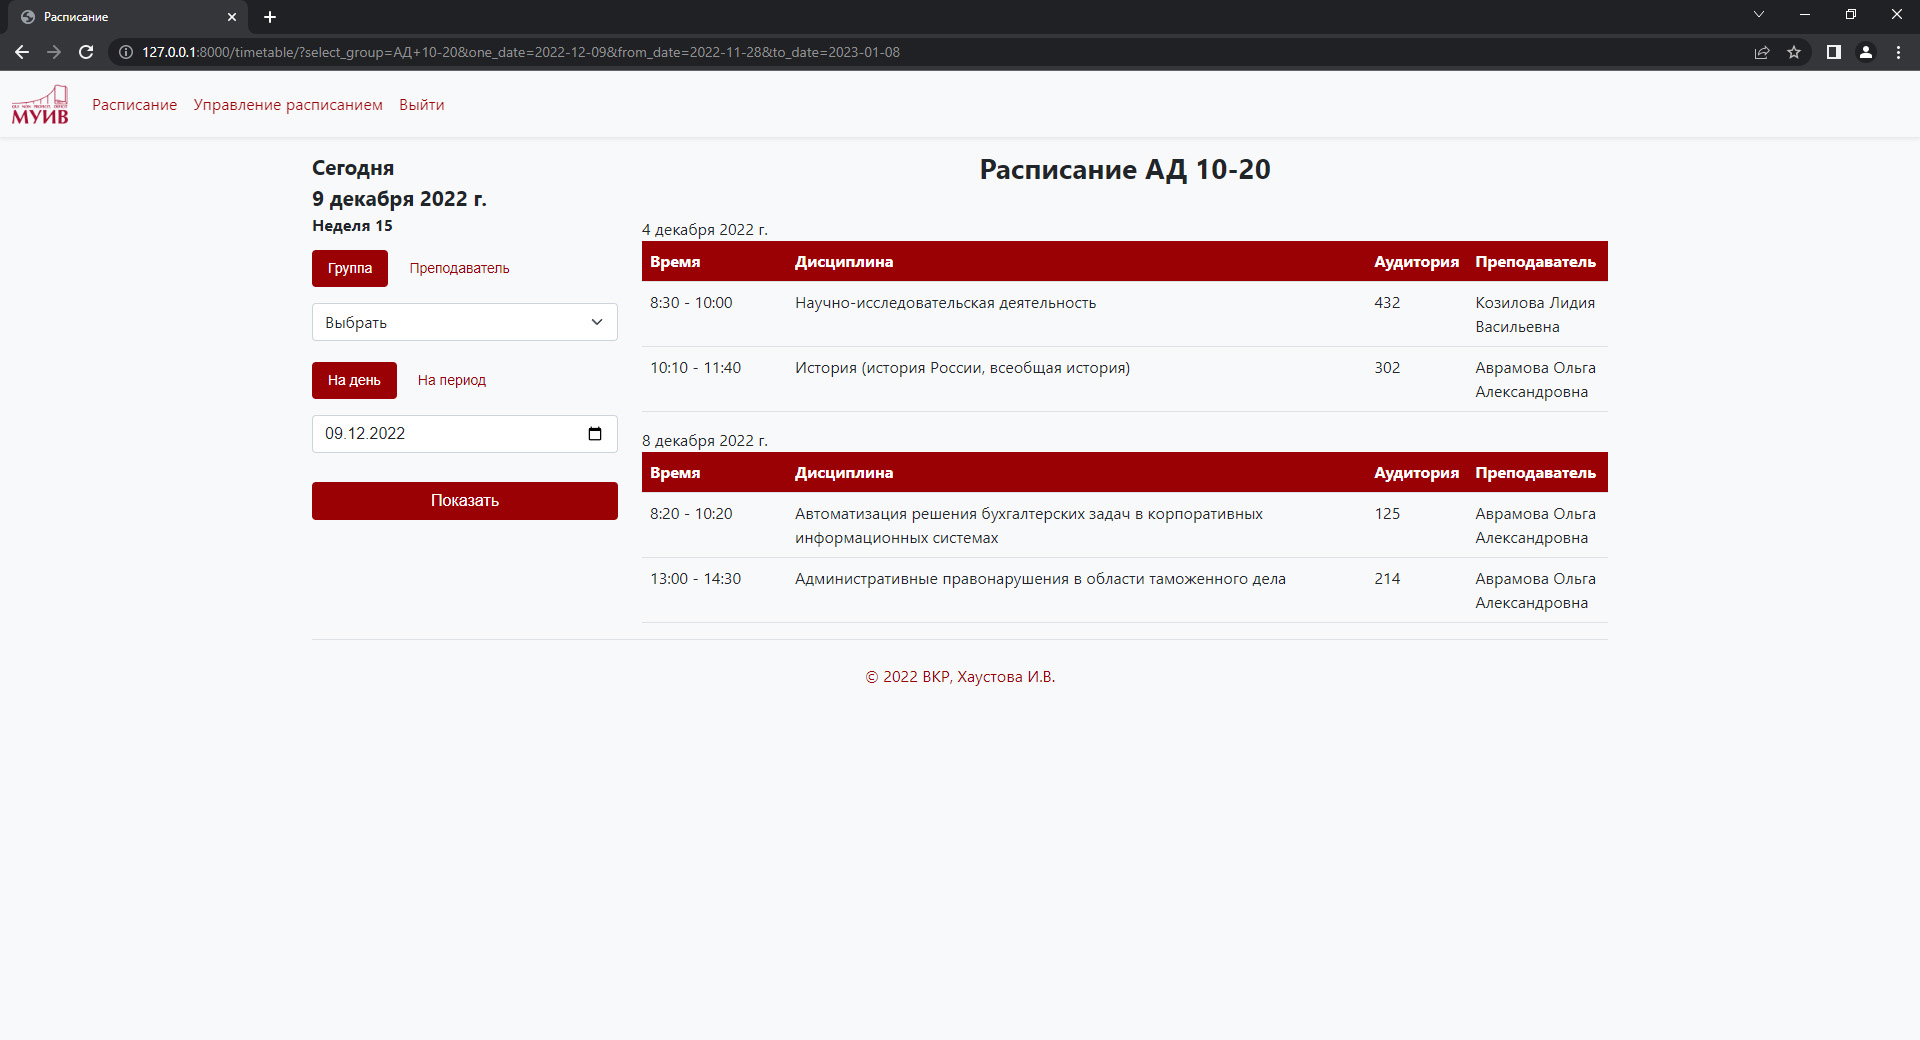 Расписание
127.0.0.1:8000/timetable/?select_group=АД+10-20&one_date=2022-12-09&from_date=2022-11-28&to_date=2023-01-08
МУИВ
Расписание Управление расписанием Выйти
Сегодня
9 декабря 2022 г.
Неделя 15
Группа Преподаватель
Выбрать
На день На период
09.12.2022
Показать
Расписание АД 10-20
4 декабря 2022 г.
Время Дисциплина Аудитория Преподаватель
8:30 - 10:00 Научно-исследовательская деятельность 432 Козилова Лидия
Васильевна
10:10 - 11:40 История (история России, всеобщая история) 302 Аврамова Ольга
Александровна
8 декабря 2022 г.
Время Дисциплина Аудитория Преподаватель
8:20 - 10:20 Автоматизация решения бухгалтерских задач в корпоративных 125 Аврамова Ольга
информационных системах Александровна
13:00 - 14:30 Административные правонарушения в области таможенного дела 214 Аврамова Ольга
Александровна
© 2022 ВКР, Хаустова И.В.